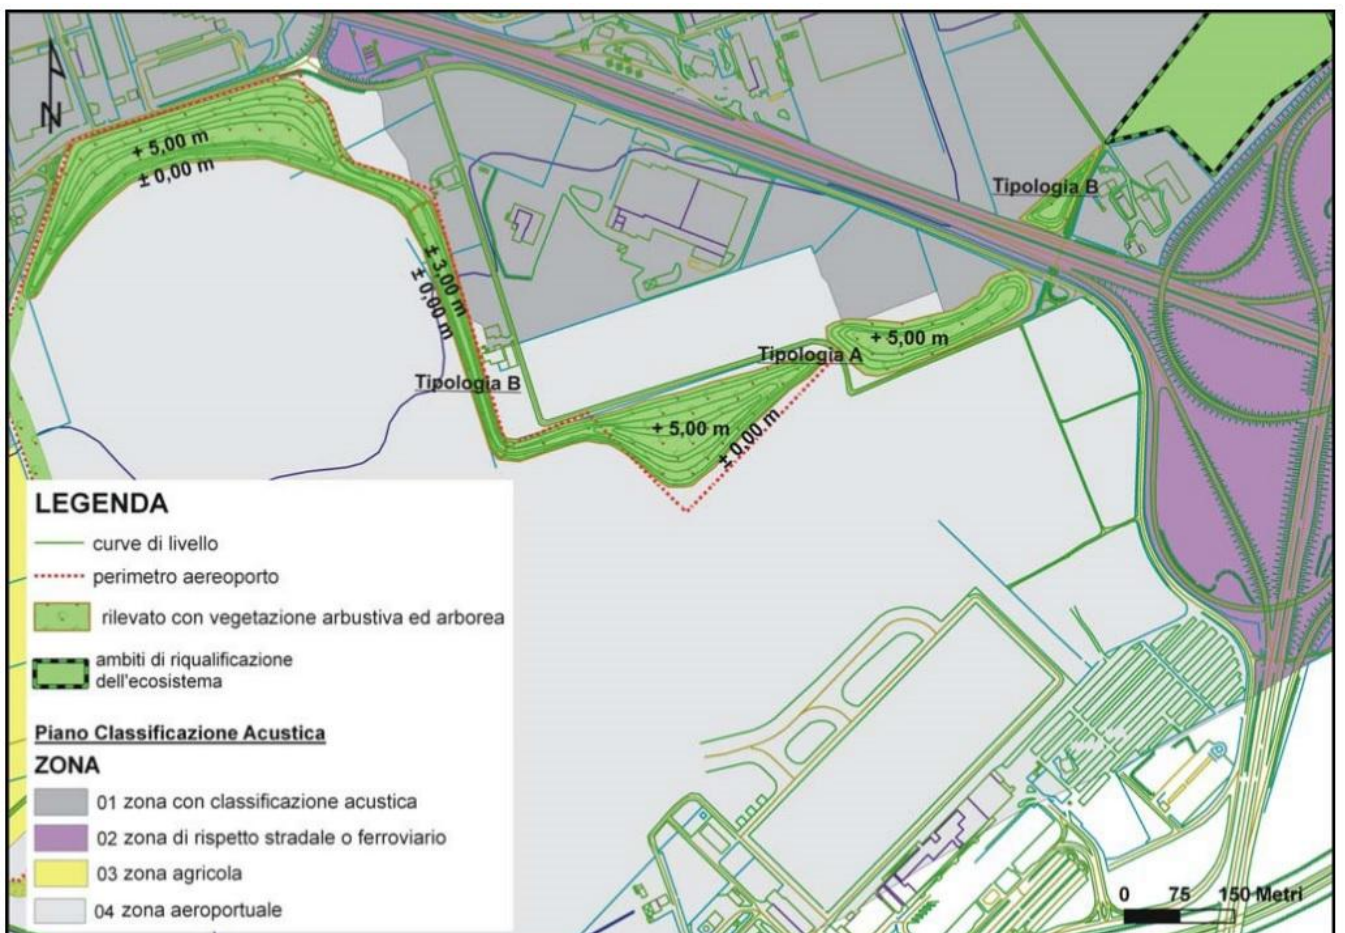 N
+ 5,00 m
± 0,00 m
Tipologia B
± 3,00 m
± 0,00 m
+ 5,00 m
Tipologia A
Tipologia B
+ 5,00 m
± 0,00 m
LEGENDA
curve di livello
perimetro aereoporto
rilevato con vegetazione arbustiva ed arborea
ambiti di riqualificazione
dell'ecosistema
Piano Classificazione Acustica
ZONA
01 zona con classificazione acustica
02 zona di rispetto stradale o ferroviario
03 zona agricola
04 zona aeroportuale
0 75 150 Metri